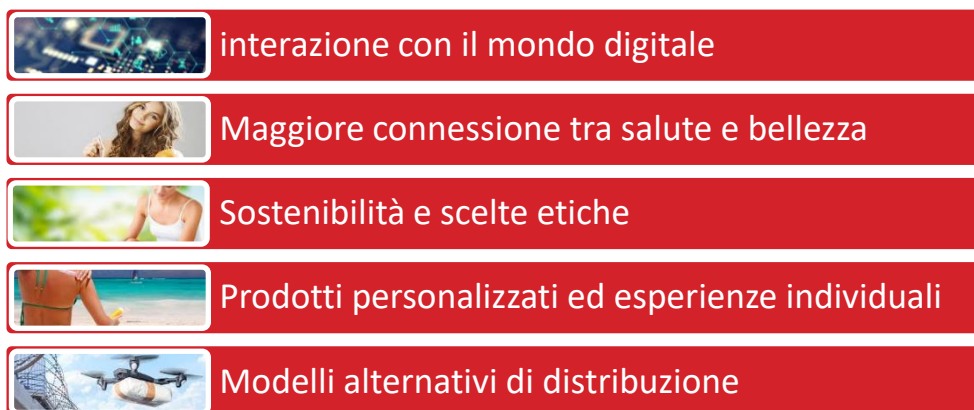 interazione con il mondo digitale
Maggiore connessione tra salute e bellezza
Sostenibilità e scelte etiche
Prodotti personalizzati ed esperienze individuali
Modelli alternativi di distribuzione